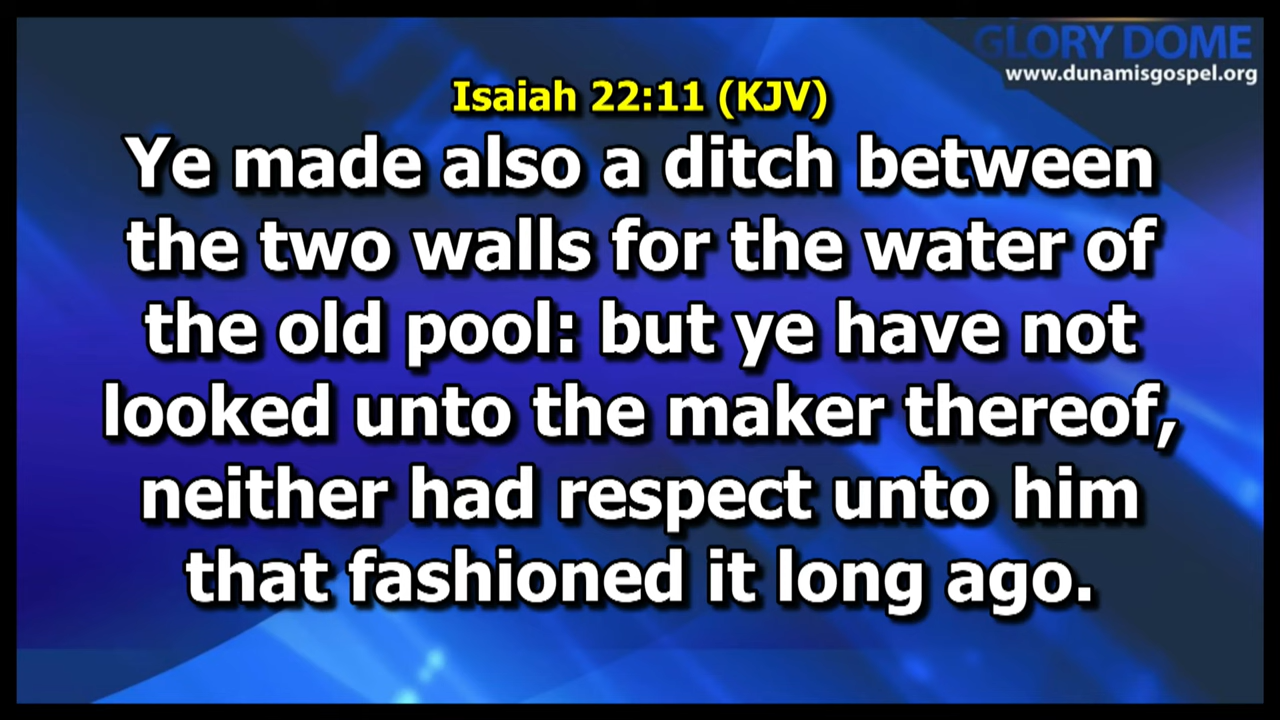 GLORY DOME
www.dunamisgospel.org
Isaiah 22:11 (KJV)
Ye made also a ditch between
the two walls for the water of
the old pool: but ye have not
looked unto the maker thereof,
neither had respect unto him
that fashioned it long ago.